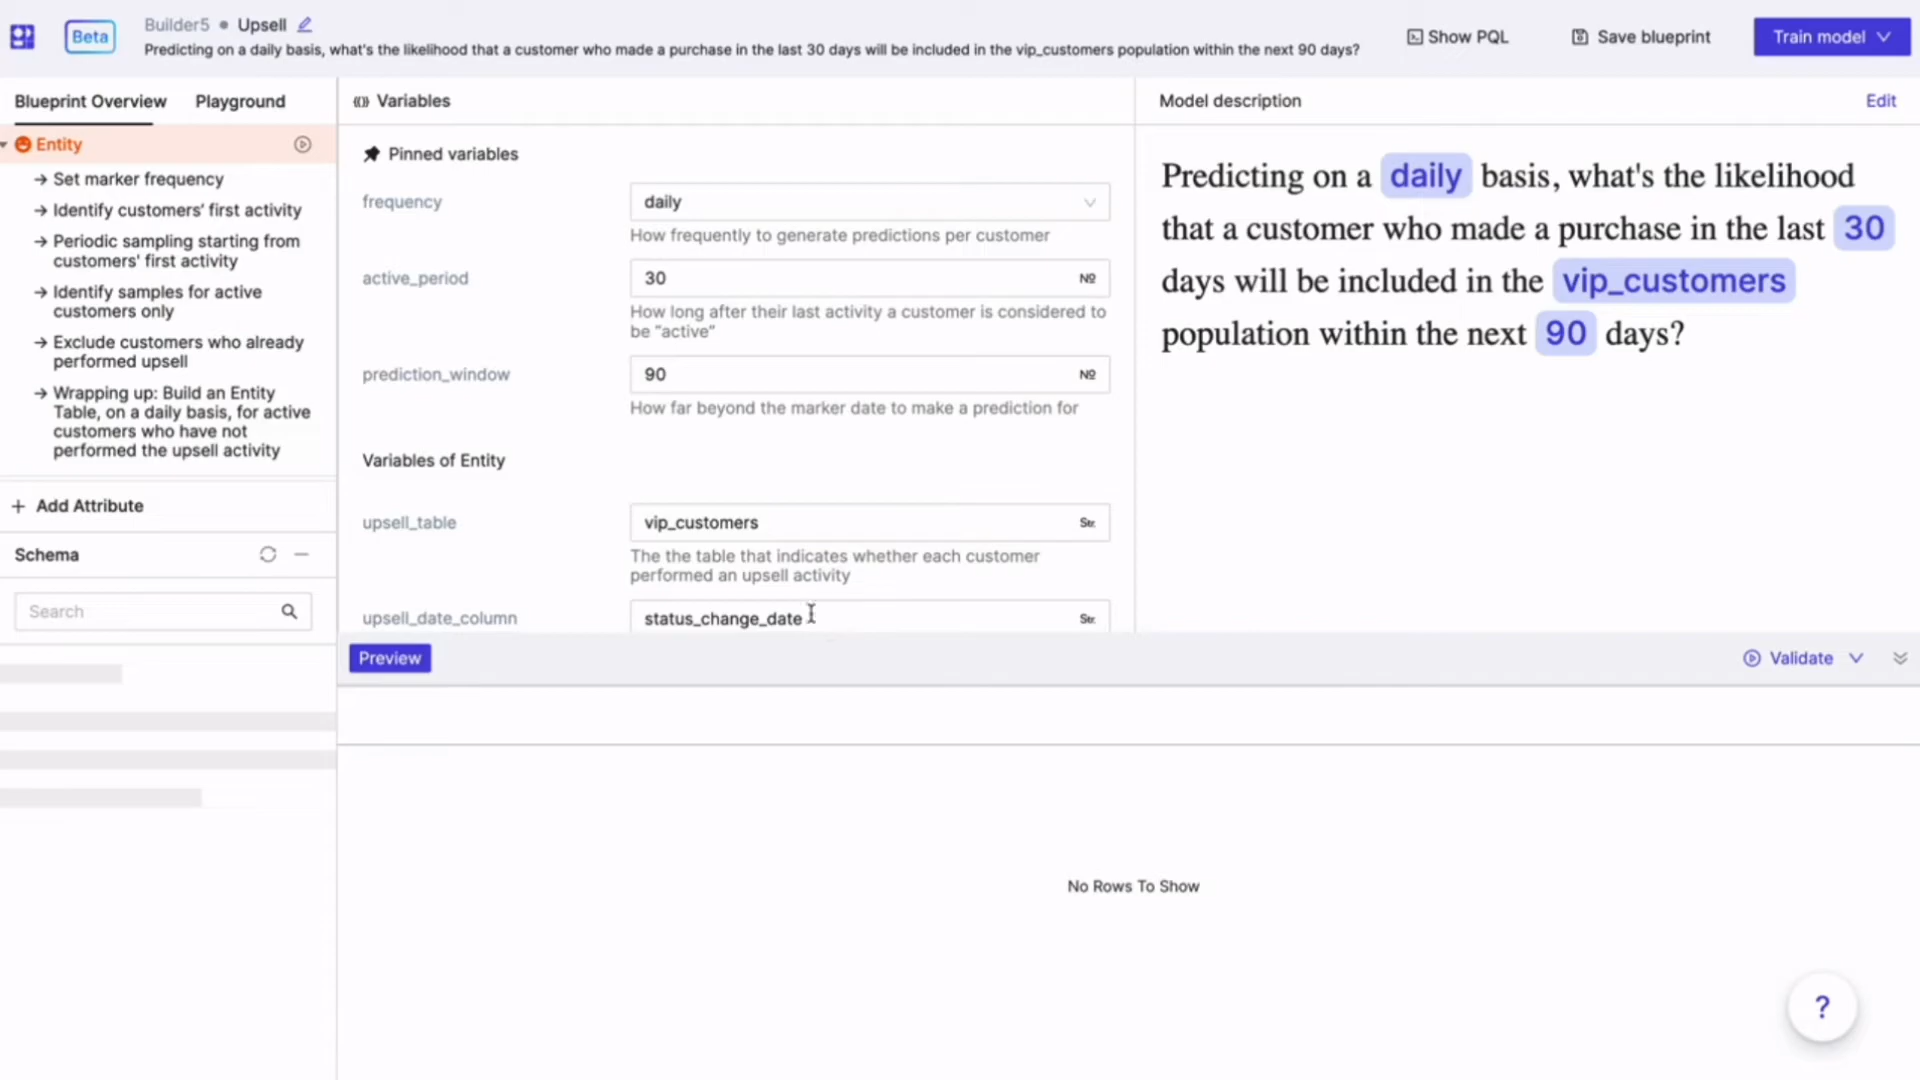 Beta
Builder5 • Upsell
Predicting on a daily basis, what's the likelihood that a customer who made a purchase in the last 30 days will be included in the vip_customers population within the next 90 days?
Show PQL
Save blueprint
Train model
Blueprint Overview
Playground
Entity
→ Set marker frequency
→ Identify customers' first activity
→ Periodic sampling starting from
customers' first activity
→ Identify samples for active
customers only
→ Exclude customers who already
performed upsell
→ Wrapping up: Build an Entity
Table, on a daily basis, for active
customers who have not
performed the upsell activity
+ Add Attribute
Schema
Search
Variables
Pinned variables
frequency
daily
How frequently to generate predictions per customer
active_period
30
Nº
How long after their last activity a customer is considered to
be "active"
prediction_window
90
Nº
How far beyond the marker date to make a prediction for
Variables of Entity
upsell_table
vip_customers
Str.
The the table that indicates whether each customer
performed an upsell activity
upsell_date_column
status_change_date
Str.
Model description
Edit
Predicting on a daily basis, what's the likelihood
that a customer who made a purchase in the last 30
days will be included in the vip_customers
population within the next 90 days?
Preview
Validate
No Rows To Show
?